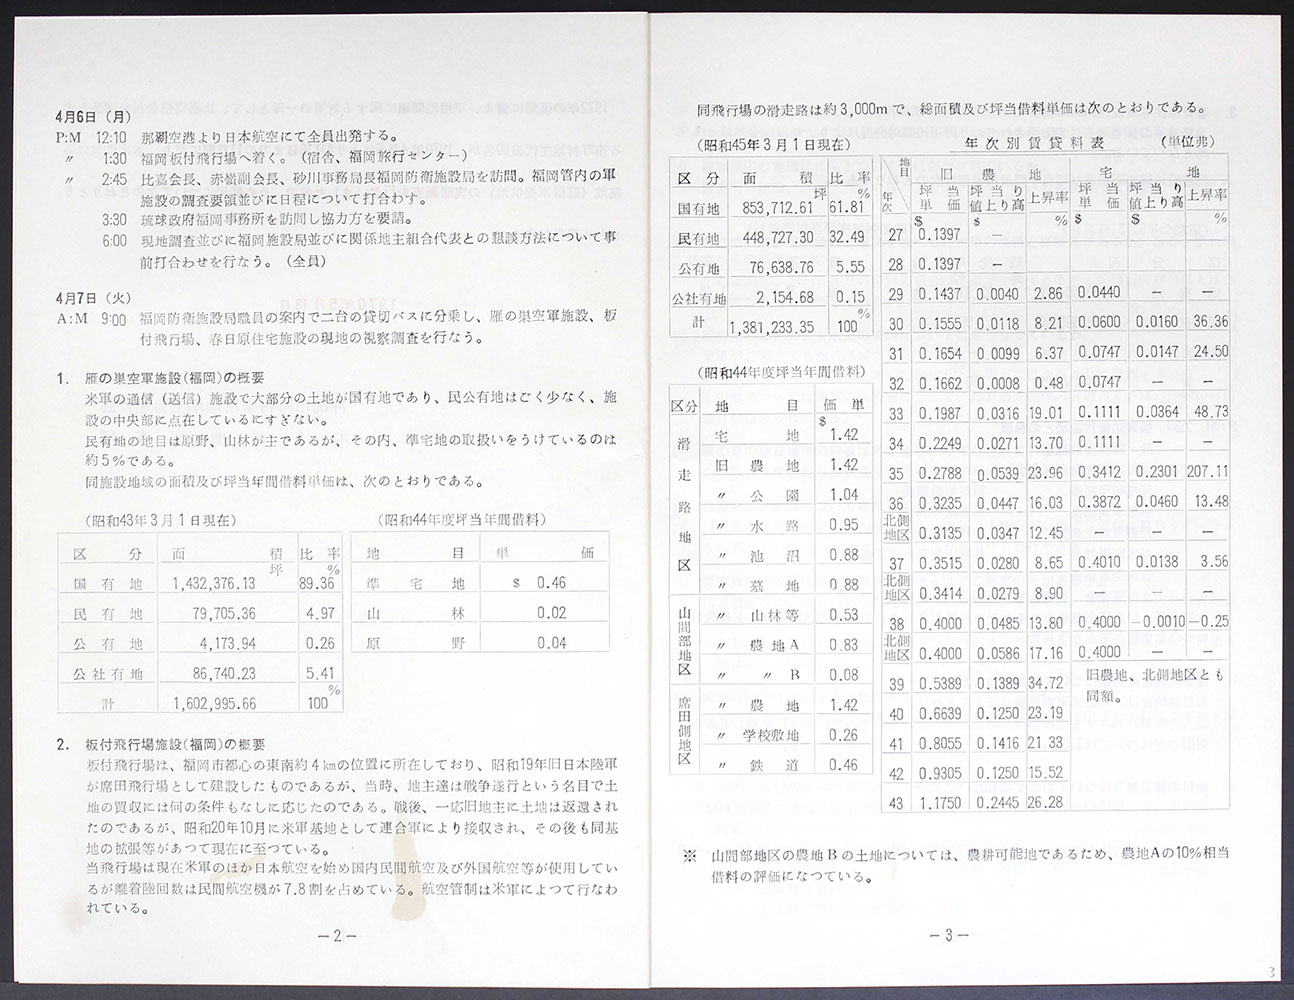 4月6日（月）
P:M 12:10 那覇空港より日本航空にて全員出発する。
〃 1:30 福岡板付飛行場へ着く。（宿舎、福岡旅行センター）
〃 2:45 比嘉会長、赤嶺副会長、砂川事務局長福岡防衛施設局を訪問。福岡管内の軍
施設の調査要領並びに日程について打合わす。
3:30 琉球政府福岡事務所を訪問し協力方を要請。
6:00 現地調査並びに福岡施設局並びに関係地主組合代表との懇談方法について事
前打合わせを行なう。（全員）
4月7日（火）
A:M 9:00 福岡防衛施設局職員の案内で二台の貸切バスに分乗し、雁の巣空軍施設、板
付飛行場、春日原住宅施設の現地の視察調査を行なう。
1. 雁の巣空軍施設（福岡）の概要
米軍の通信（送信）施設で大部分の土地が国有地であり、民公有地はごく少なく、施
設の中央部に点在しているにすぎない。
民有地の地目は原野、山林が主であるが、その内、準宅地の取扱いをうけているのは
約5％である。
同施設地域の面積及び坪当年間借料単価は、次のとおりである。
（昭和43年3月1日現在）
区分 面積 比率
国有地 1,432,376.13坪 89.36%
民有地 79,705.36 4.97
公有地 4,173.94 0.26
公社有地 86,740.23 5.41
計 1,602,995.66 100%
（昭和44年度坪当年間借料）
地目 単価
準宅地 $ 0.46
山林 0.02
原野 0.04
2. 板付飛行場施設（福岡）の概要
板付飛行場は、福岡市都心の東南約4kmの位置に所在しており、昭和19年旧日本陸軍
が席田飛行場として建設したものであるが、当時、地主達は戦争遂行という名目で土
地の買収には何の条件もなしに応じたのである。戦後、一応旧地主に土地は返還され
たのであるが、昭和20年10月に米軍基地として連合軍により接収され、その後も同基
地の拡張等があつて現在に至つている。
当飛行場は現在米軍のほか日本航空を始め国内民間航空及び外国航空等が使用してい
るが離着陸回数は民間航空機が7.8割を占めている。航空管制は米軍によつて行なわ
れている。
－2－
同飛行場の滑走路は約3,000mで、総面積及び坪当借料単価は次のとおりである。
（昭和45年3月1日現在）
区分 面積 比率
国有地 853,712.61坪 61.81%
民有地 448,727.30 32.49
公有地 76,638.76 5.55
公社有地 2,154.68 0.15
計 1,381,233.35 100%
（昭和44年度坪当年間借料）
区分 地目 価単
滑走路地区 宅地 $ 1.42
旧農地 1.42
〃公園 1.04
〃水路 0.95
〃池沼 0.88
〃墓地 0.88
山間部地区 〃山林等 0.53
〃農地A 0.83
〃〃B 0.08
席田側地区 〃農地 1.42
〃学校敷地 0.26
〃鉄道 0.46
年次別賃貸料表 （単位弗）
地目 旧農地 宅地
年次 坪当単価 坪当り値上り高 上昇率 坪当単価 坪当り値上り高 上昇率
27 $0.1397 $ － % $ $ %
28 0.1397 －
29 0.1437 0.0040 2.86 0.0440 － －
30 0.1555 0.0118 8.21 0.0600 0.0160 36.36
31 0.1654 0.0099 6.37 0.0747 0.0147 24.50
32 0.1662 0.0008 0.48 0.0747 － －
33 0.1987 0.0316 19.01 0.1111 0.0364 48.73
34 0.2249 0.0271 13.70 0.1111 － －
35 0.2788 0.0539 23.96 0.3412 0.2301 207.11
36 0.3235 0.0447 16.03 0.3872 0.0460 13.48
北側地区 0.3135 0.0347 12.45 － － －
37 0.3515 0.0280 8.65 0.4010 0.0138 3.56
北側地区 0.3414 0.0279 8.90 － － －
38 0.4000 0.0485 13.80 0.4000 －0.0010 －0.25
北側地区 0.4000 0.0586 17.16 0.4000 － －
39 0.5389 0.1389 34.72 旧農地、北側地区とも
同額。
40 0.6639 0.1250 23.19
41 0.8055 0.1416 21.33
42 0.9305 0.1250 15.52
43 1.1750 0.2445 26.28
※ 山間部地区の農地Bの土地については、農耕可能地であるため、農地Aの10％相当
借料の評価になつている。
－3－
3